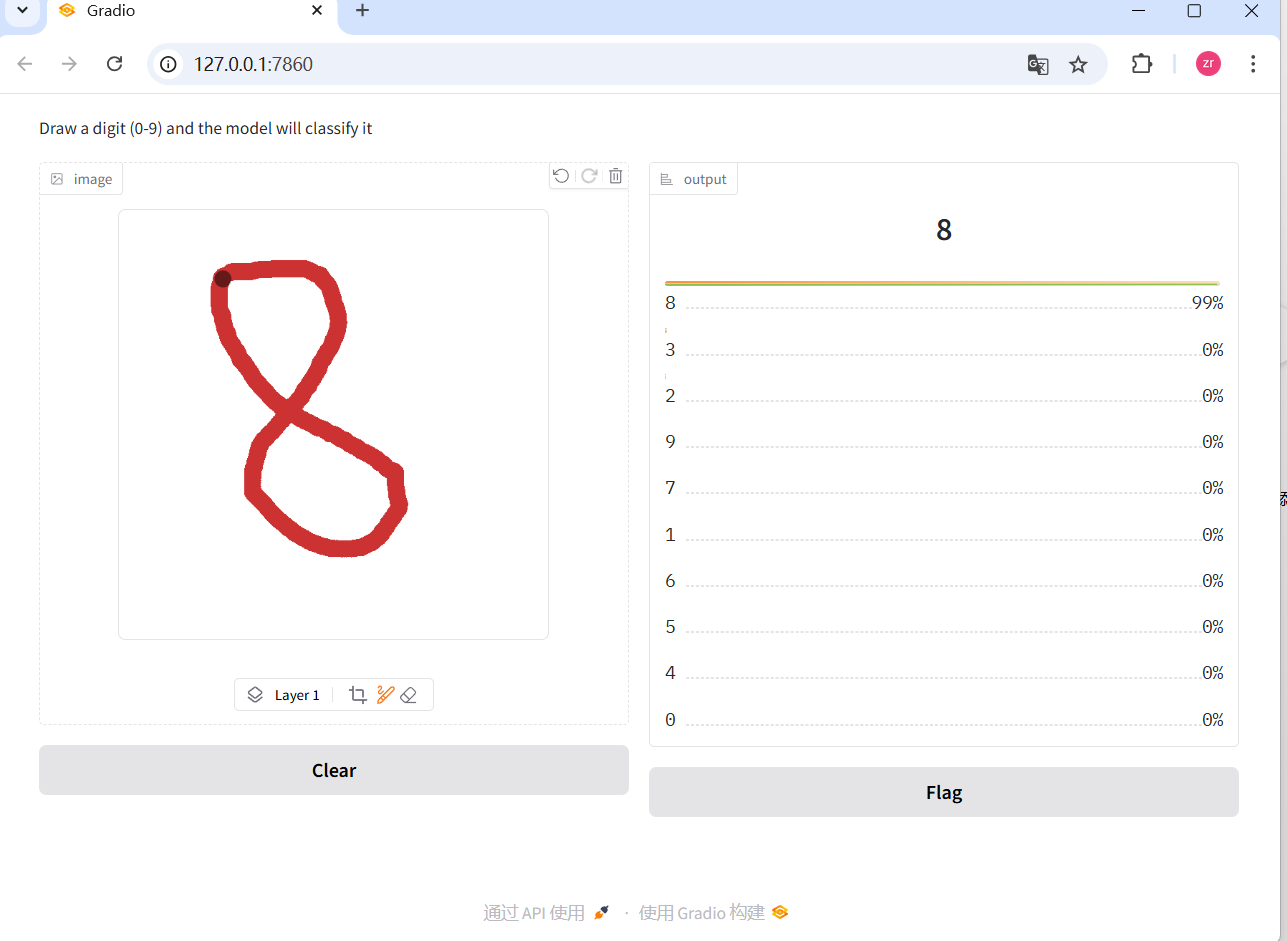 Gradio
127.0.0.1:7860
zr
Draw a digit (0-9) and the model will classify it
image
8
Layer 1
Clear
output
8
8 99%
3 0%
2 0%
9 0%
7 0%
1 0%
6 0%
5 0%
4 0%
0 0%
Flag
通过 API 使用 · 使用 Gradio 构建